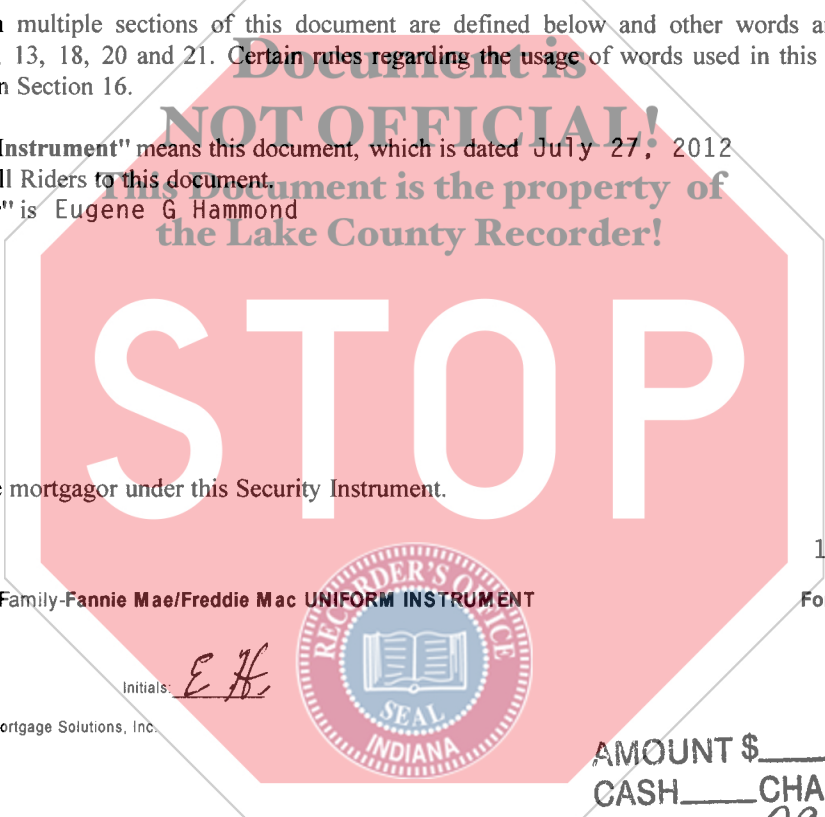 multiple sections of this document are defined below and other words a
13, 18, 20 and 21. Certain rules regarding the usage of words used in this
n Section 16.
Document is
NOT OFFICIAL!
This Document is the property of
the Lake County Recorder!
Instrument" means this document, which is dated July 27, 2012
ll Riders to this document.
" is Eugene G Hammond
STOP
e mortgagor under this Security Instrument.
1
Family-Fannie Mae/Freddie Mac UNIFORM INSTRUMENT
Fo
RECORDER'S OFFICE
SEAL
INDIANA
Initials: E H
ortgage Solutions, Inc.
AMOUNT $
CASH____CHA